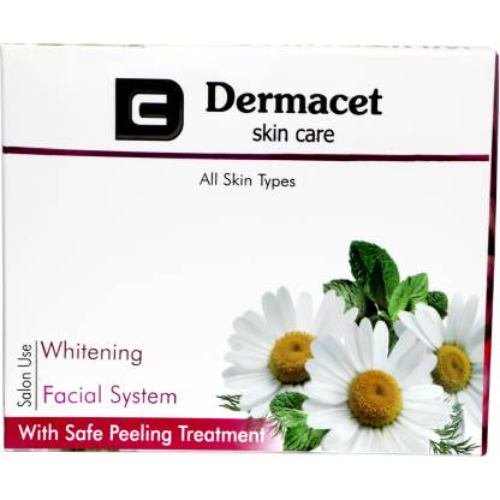 Dermacet
skin care
All Skin Types
Salon Use
Whitening
Facial System
With Safe Peeling Treatment